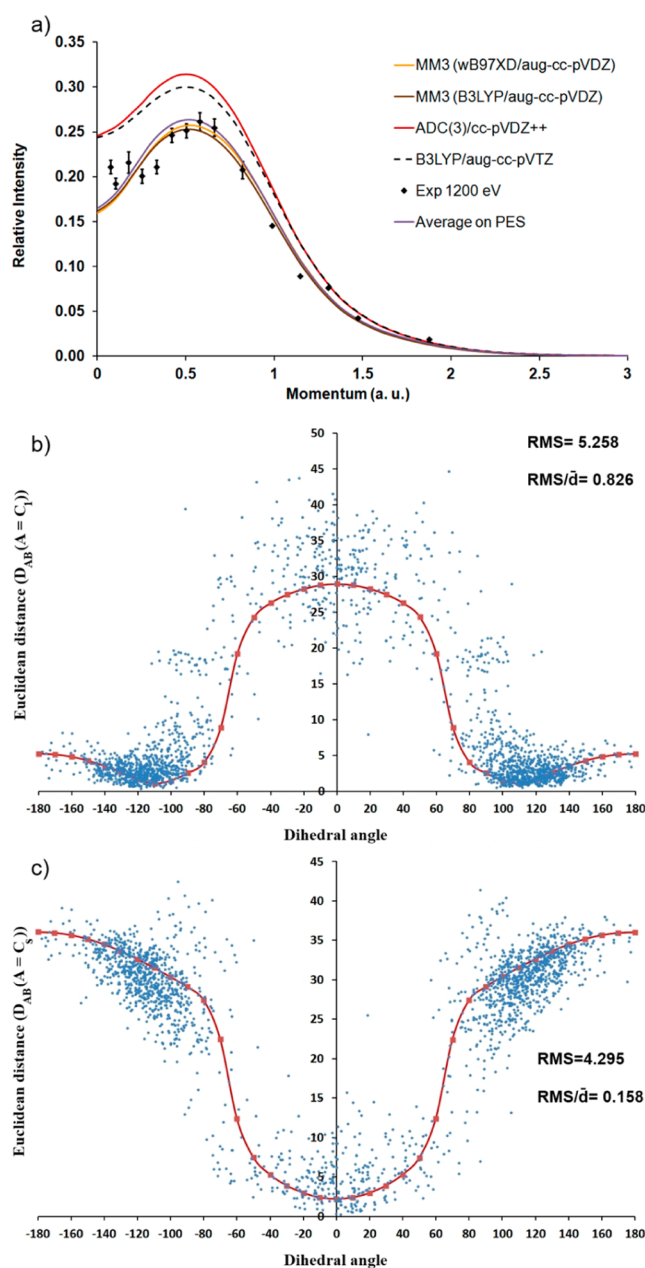 a)
0.35
0.30
0.25
0.20
0.15
0.10
0.05
0.00
Relative Intensity
MM3 (wB97XD/aug-cc-pVDZ)
MM3 (B3LYP/aug-cc-pVDZ)
ADC(3)/cc-pVDZ++
B3LYP/aug-cc-pVTZ
Exp 1200 eV
Average on PES
0 0.5 1 1.5 2 2.5 3
Momentum (a. u.)
b)
50
45
40
35
30
25
20
15
10
5
0
RMS= 5.258
RMS/d̄= 0.826
Euclidean distance (D_AB (A = C_1))
-180 -160 -140 -120 -100 -80 -60 -40 -20 0 20 40 60 80 100 120 140 160 180
Dihedral angle
c)
45
40
35
30
25
20
15
10
5
0
Euclidean distance (D_AB (A = C_s))
RMS=4.295
RMS/d̄= 0.158
-180 -160 -140 -120 -100 -80 -60 -40 -20 0 20 40 60 80 100 120 140 160 180
Dihedral angle